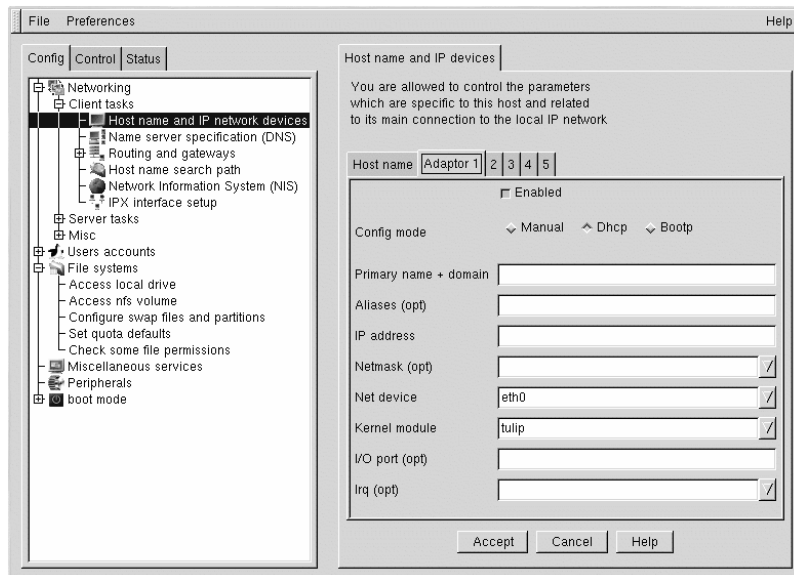 File Preferences Help
Config Control Status
Networking
Client tasks
Host name and IP network devices
Name server specification (DNS)
Routing and gateways
Host name search path
Network Information System (NIS)
IPX interface setup
Server tasks
Misc
Users accounts
File systems
Access local drive
Access nfs volume
Configure swap files and partitions
Set quota defaults
Check some file permissions
Miscellaneous services
Peripherals
boot mode
Host name and IP devices
You are allowed to control the parameters
which are specific to this host and related
to its main connection to the local IP network
Host name Adaptor 1 2 3 4 5
Enabled
Config mode Manual Dhcp Bootp
Primary name + domain
Aliases (opt)
IP address
Netmask (opt)
Net device eth0
Kernel module tulip
I/O port (opt)
Irq (opt)
Accept Cancel Help